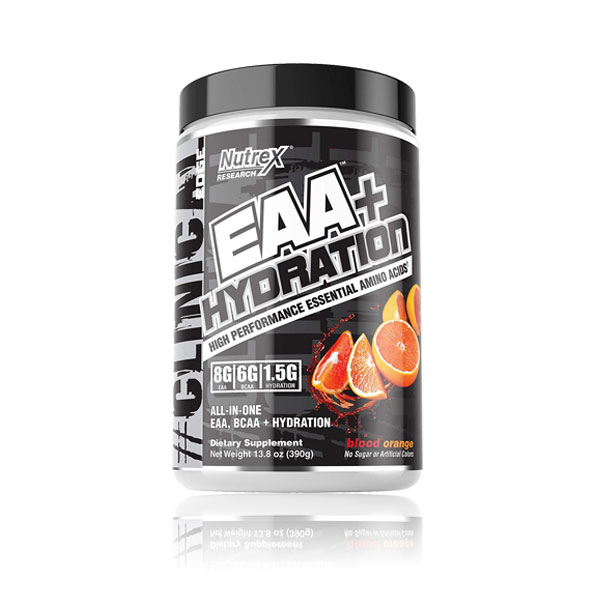 #CLINICAL
EDGE
Nutrex
RESEARCH
EAA+™
HYDRATION
HIGH PERFORMANCE ESSENTIAL AMINO ACIDS
8G 6G 1.5G
EAA BCAA HYDRATION
ALL-IN-ONE
EAA, BCAA + HYDRATION
Dietary Supplement
Net Weight 13.8 oz (390g)
blood orange
No Sugar or Artificial Colors